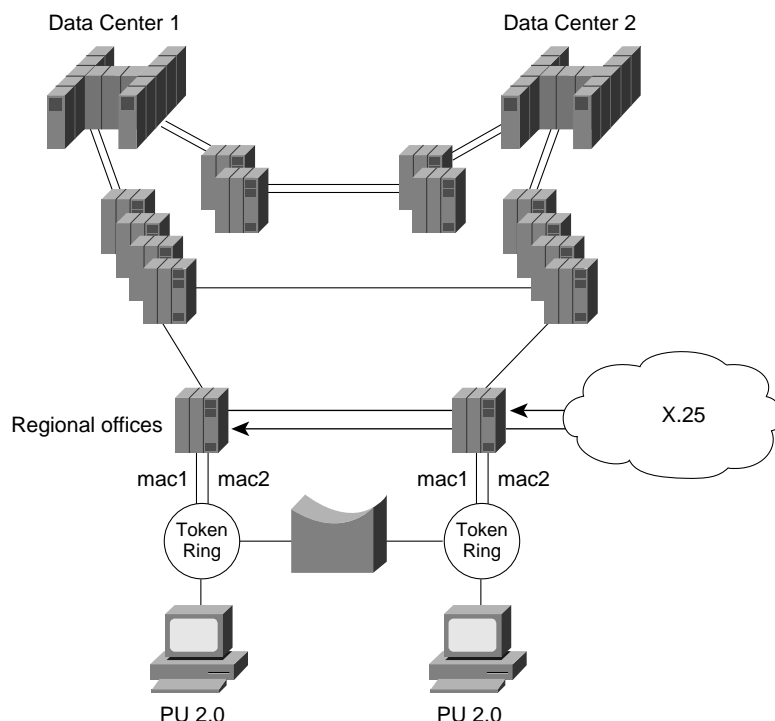 Data Center 1
Data Center 2
X.25
Regional offices
mac1
mac2
mac1
mac2
Token
Ring
Token
Ring
PU 2.0
PU 2.0